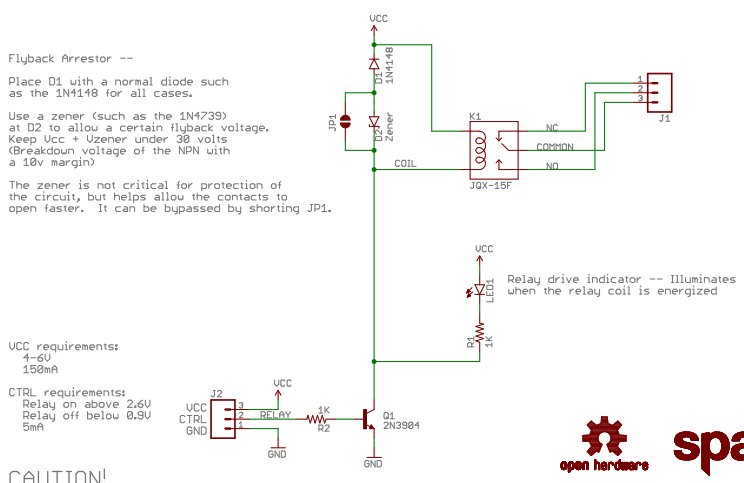 VCC
Flyback Arrestor --
Place D1 with a normal diode such
as the 1N4148 for all cases.
Use a zener (such as the 1N4739)
at D2 to allow a certain flyback voltage.
Keep Vcc + Vzener under 30 volts
(Breakdown voltage of the NPN with
a 10v margin)
The zener is not critical for protection of
the circuit, but helps allow the contacts to
open faster. It can be bypassed by shorting JP1.
D1
1N4148
JP1
D2
Zener
K1
NC
COMMON
NO
COIL
JQX-15F
1
2
3
J1
VCC
LED1
Relay drive indicator -- Illuminates
when the relay coil is energized
R1
1K
VCC requirements:
4-6V
150mA
CTRL requirements:
Relay on above 2.6V
Relay off below 0.9V
5mA
J2
VCC 3
CTRL 2
GND 1
VCC
RELAY
1K
R2
Q1
2N3904
GND
GND
open hardware
spa
CAUTION!